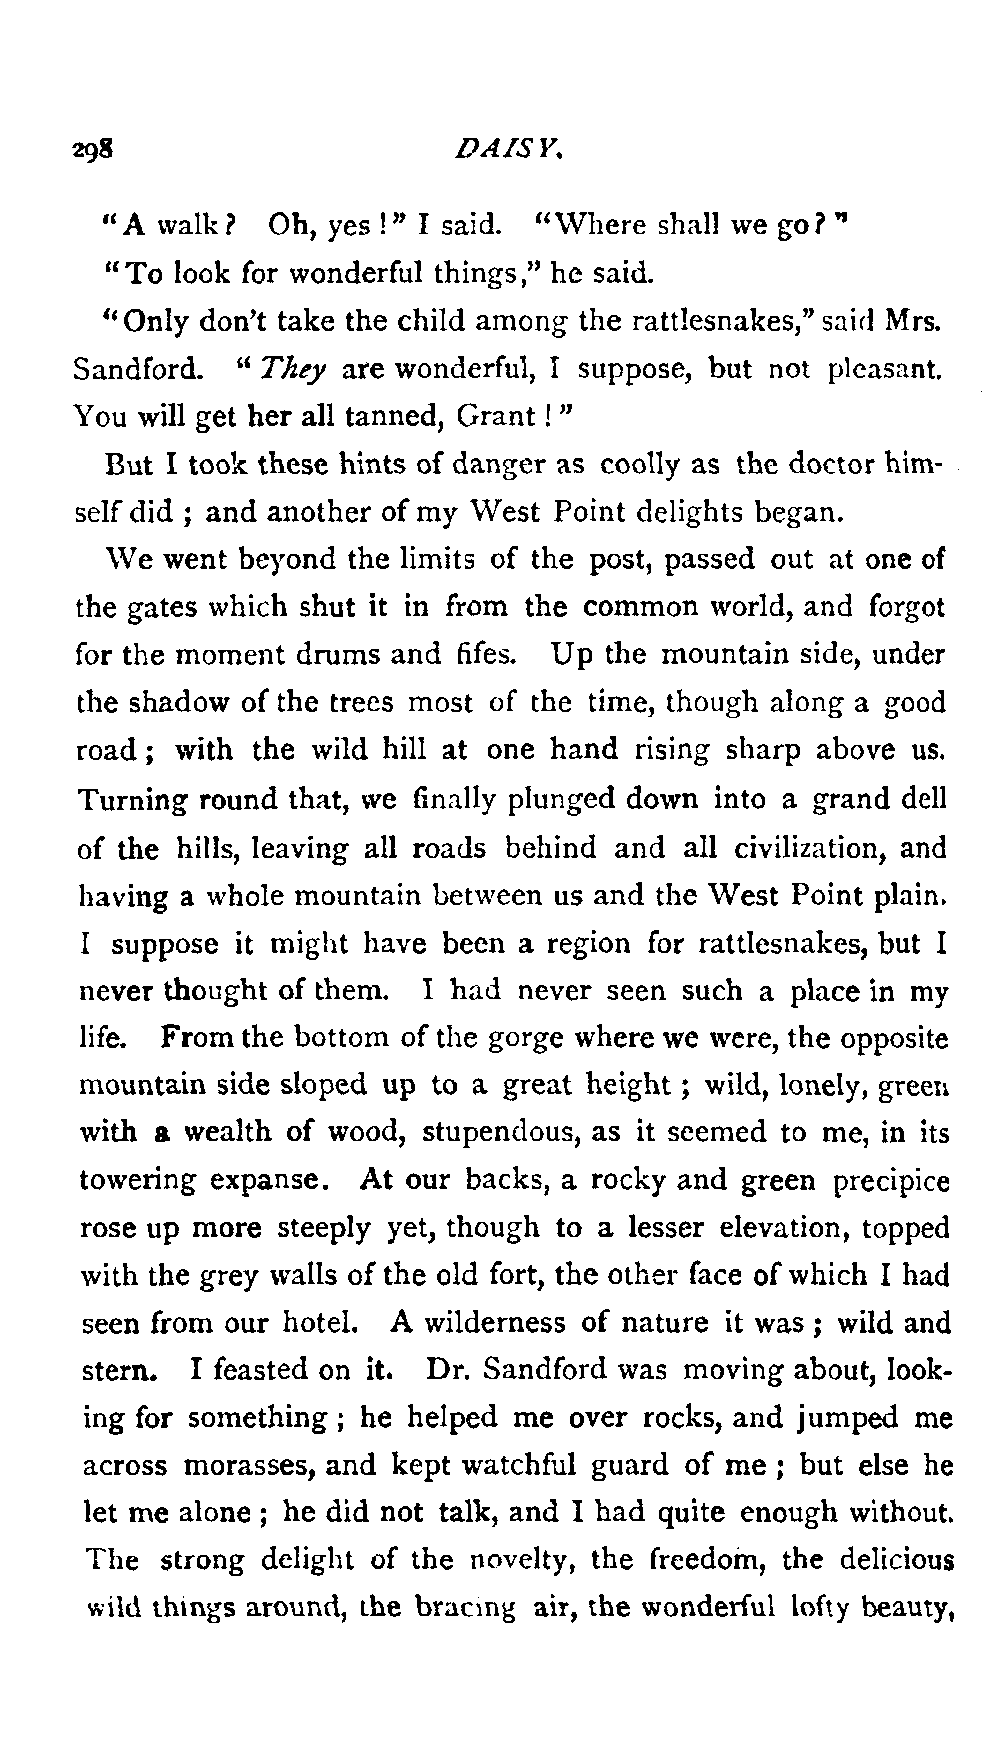 298 DAISY.
"A walk? Oh, yes!" I said. "Where shall we go?"
"To look for wonderful things," he said.
"Only don't take the child among the rattlesnakes," said Mrs.
Sandford. "They are wonderful, I suppose, but not pleasant.
You will get her all tanned, Grant!"
But I took these hints of danger as coolly as the doctor him-
self did; and another of my West Point delights began.
We went beyond the limits of the post, passed out at one of
the gates which shut it in from the common world, and forgot
for the moment drums and fifes. Up the mountain side, under
the shadow of the trees most of the time, though along a good
road; with the wild hill at one hand rising sharp above us.
Turning round that, we finally plunged down into a grand dell
of the hills, leaving all roads behind and all civilization, and
having a whole mountain between us and the West Point plain.
I suppose it might have been a region for rattlesnakes, but I
never thought of them. I had never seen such a place in my
life. From the bottom of the gorge where we were, the opposite
mountain side sloped up to a great height; wild, lonely, green
with a wealth of wood, stupendous, as it seemed to me, in its
towering expanse. At our backs, a rocky and green precipice
rose up more steeply yet, though to a lesser elevation, topped
with the grey walls of the old fort, the other face of which I had
seen from our hotel. A wilderness of nature it was; wild and
stern. I feasted on it. Dr. Sandford was moving about, look-
ing for something; he helped me over rocks, and jumped me
across morasses, and kept watchful guard of me; but else he
let me alone; he did not talk, and I had quite enough without.
The strong delight of the novelty, the freedom, the delicious
wild things around, the bracing air, the wonderful lofty beauty,